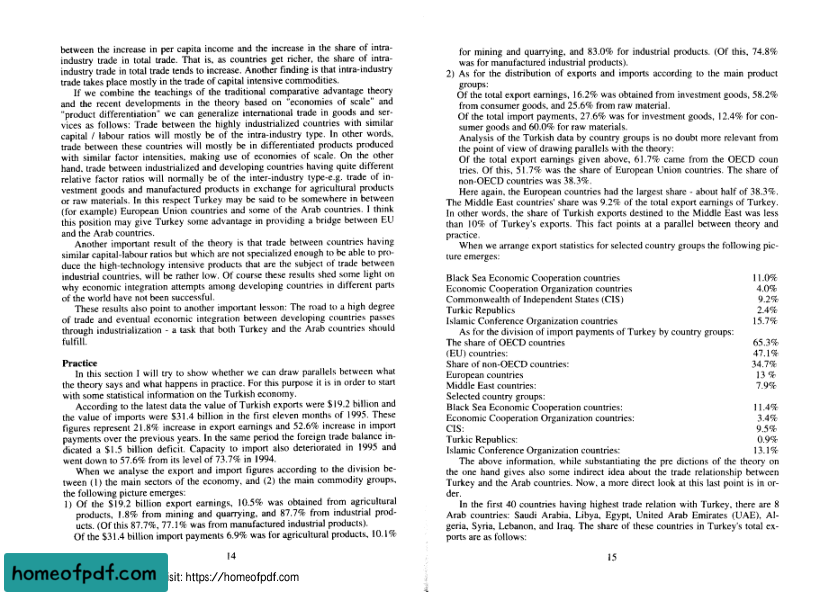 between the increase in per capita income and the increase in the share of intra-
industry trade in total trade. That is, as countries get richer, the share of intra-
industry trade in total trade tends to increase. Another finding is that intra-industry
trade takes place mostly in the trade of capital intensive commodities.
If we combine the teachings of the traditional comparative advantage theory
and the recent developments in the theory based on "economies of scale" and
"product differentiation" we can generalize international trade in goods and ser-
vices as follows: Trade between the highly industrialized countries with similar
capital / labour ratios will mostly be of the intra-industry type. In other words,
trade between these countries will mostly be in differentiated products produced
with similar factor intensities, making use of economies of scale. On the other
hand, trade between industrialized and developing countries having quite different
relative factor ratios will normally be of the inter-industry type-e.g. trade of in-
vestment goods and manufactured products in exchange for agricultural products
or raw materials. In this respect Turkey may be said to be somewhere in between
(for example) European Union countries and some of the Arab countries. I think
this position may give Turkey some advantage in providing a bridge between EU
and the Arab countries.
Another important result of the theory is that trade between countries having
similar capital-labour ratios but which are not specialized enough to be able to pro-
duce the high-technology intensive products that are the subject of trade between
industrial countries, will be rather low. Of course these results shed some light on
why economic integration attempts among developing countries in different parts
of the world have not been successful.
These results also point to another important lesson: The road to a high degree
of trade and eventual economic integration between developing countries passes
through industrialization - a task that both Turkey and the Arab countries should
fulfill.
Practice
In this section I will try to show whether we can draw parallels between what
the theory says and what happens in practice. For this purpose it is in order to start
with some statistical information on the Turkish economy.
According to the latest data the value of Turkish exports were $19.2 billion and
the value of imports were $31.4 billion in the first eleven months of 1995. These
figures represent 21.8% increase in export earnings and 52.6% increase in import
payments over the previous years. In the same period the foreign trade balance in-
dicated a $1.5 billion deficit. Capacity to import also deteriorated in 1995 and
went down to 57.6% from its level of 73.7% in 1994.
When we analyse the export and import figures according to the division be-
tween (1) the main sectors of the economy, and (2) the main commodity groups,
the following picture emerges:
1) Of the $19.2 billion export earnings, 10.5% was obtained from agricultural
products, 1.8% from mining and quarrying, and 87.7% from industrial prod-
ucts. (Of this 87.7%, 77.1% was from manufactured industrial products).
Of the $31.4 billion import payments 6.9% was for agricultural products, 10.1%
14
homeofpdf.com
isit: https://homeofpdf.com
for mining and quarrying, and 83.0% for industrial products. (Of this, 74.8%
was for manufactured industrial products).
2) As for the distribution of exports and imports according to the main product
groups:
Of the total export earnings, 16.2% was obtained from investment goods, 58.2%
from consumer goods, and 25.6% from raw material.
Of the total import payments, 27.6% was for investment goods, 12.4% for con-
sumer goods and 60.0% for raw materials.
Analysis of the Turkish data by country groups is no doubt more relevant from
the point of view of drawing parallels with the theory:
Of the total export earnings given above, 61.7% came from the OECD coun
tries. Of this, 51.7% was the share of European Union countries. The share of
non-OECD countries was 38.3%.
Here again, the European countries had the largest share - about half of 38.3%.
The Middle East countries' share was 9.2% of the total export earnings of Turkey.
In other words, the share of Turkish exports destined to the Middle East was less
than 10% of Turkey's exports. This fact points at a parallel between theory and
practice.
When we arrange export statistics for selected country groups the following pic-
ture emerges:
Black Sea Economic Cooperation countries 11.0%
Economic Cooperation Organization countries 4.0%
Commonwealth of Independent States (CIS) 9.2%
Turkic Republics 2.4%
Islamic Conference Organization countries 15.7%
As for the division of import payments of Turkey by country groups:
The share of OECD countries 65.3%
(EU) countries: 47.1%
Share of non-OECD countries: 34.7%
European countries 13 %
Middle East countries: 7.9%
Selected country groups:
Black Sea Economic Cooperation countries: 11.4%
Economic Cooperation Organization countries: 3.4%
CIS: 9.5%
Turkic Republics: 0.9%
Islamic Conference Organization countries: 13.1%
The above information, while substantiating the pre dictions of the theory on
the one hand gives also some indirect idea about the trade relationship between
Turkey and the Arab countries. Now, a more direct look at this last point is in or-
der.
In the first 40 countries having highest trade relation with Turkey, there are 8
Arab countries: Saudi Arabia, Libya, Egypt, United Arab Emirates (UAE), Al-
geria, Syria, Lebanon, and Iraq. The share of these countries in Turkey's total ex-
ports are as follows:
15